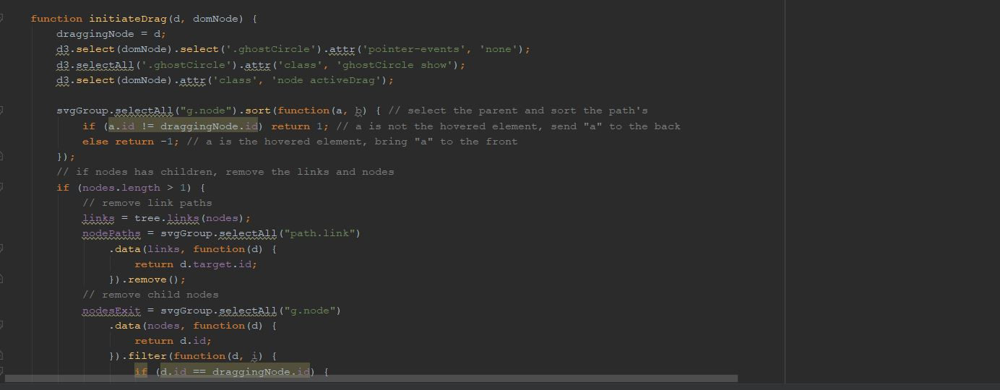 function initiateDrag(d, domNode) {
draggingNode = d;
d3.select(domNode).select('.ghostCircle').attr('pointer-events', 'none');
d3.selectAll('.ghostCircle').attr('class', 'ghostCircle show');
d3.select(domNode).attr('class', 'node activeDrag');
svgGroup.selectAll("g.node").sort(function(a, b) { // select the parent and sort the path's
if (a.id != draggingNode.id) return 1; // a is not the hovered element, send "a" to the back
else return -1; // a is the hovered element, bring "a" to the front
});
// if nodes has children, remove the links and nodes
if (nodes.length > 1) {
// remove link paths
links = tree.links(nodes);
nodePaths = svgGroup.selectAll("path.link")
.data(links, function(d) {
return d.target.id;
}).remove();
// remove child nodes
nodesExit = svgGroup.selectAll("g.node")
.data(nodes, function(d) {
return d.id;
}).filter(function(d, i) {
if (d.id == draggingNode.id) {